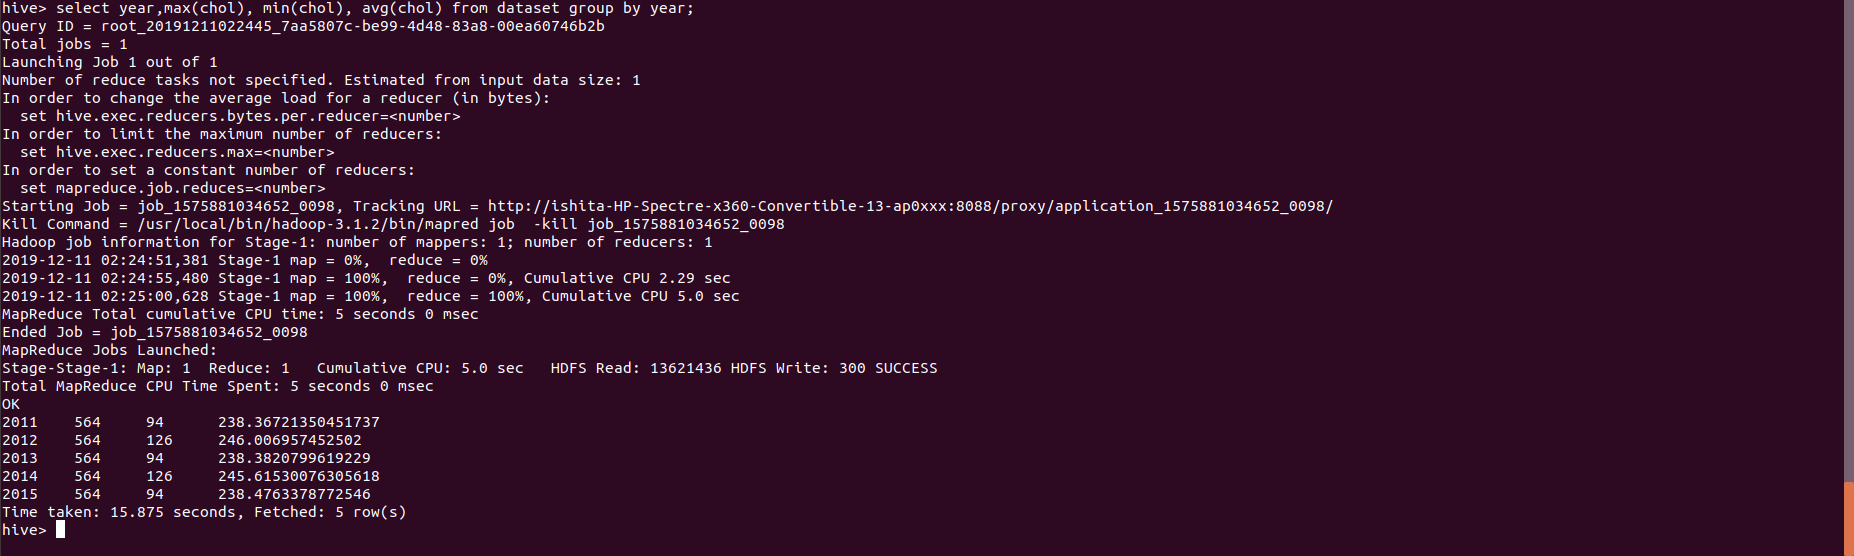 hive> select year,max(chol), min(chol), avg(chol) from dataset group by year;
Query ID = root_20191211022445_7aa5807c-be99-4d48-83a8-00ea60746b2b
Total jobs = 1
Launching Job 1 out of 1
Number of reduce tasks not specified. Estimated from input data size: 1
In order to change the average load for a reducer (in bytes):
  set hive.exec.reducers.bytes.per.reducer=<number>
In order to limit the maximum number of reducers:
  set hive.exec.reducers.max=<number>
In order to set a constant number of reducers:
  set mapreduce.job.reduces=<number>
Starting Job = job_1575881034652_0098, Tracking URL = http://ishita-HP-Spectre-x360-Convertible-13-ap0xxx:8088/proxy/application_1575881034652_0098/
Kill Command = /usr/local/bin/hadoop-3.1.2/bin/mapred job  -kill job_1575881034652_0098
Hadoop job information for Stage-1: number of mappers: 1; number of reducers: 1
2019-12-11 02:24:51,381 Stage-1 map = 0%,  reduce = 0%
2019-12-11 02:24:55,480 Stage-1 map = 100%,  reduce = 0%, Cumulative CPU 2.29 sec
2019-12-11 02:25:00,628 Stage-1 map = 100%,  reduce = 100%, Cumulative CPU 5.0 sec
MapReduce Total cumulative CPU time: 5 seconds 0 msec
Ended Job = job_1575881034652_0098
MapReduce Jobs Launched:
Stage-Stage-1: Map: 1  Reduce: 1   Cumulative CPU: 5.0 sec   HDFS Read: 13621436 HDFS Write: 300 SUCCESS
Total MapReduce CPU Time Spent: 5 seconds 0 msec
OK
2011    564     94      238.36721350451737
2012    564     126     246.006957452502
2013    564     94      238.3820799619229
2014    564     126     245.61530076305618
2015    564     94      238.4763378772546
Time taken: 15.875 seconds, Fetched: 5 row(s)
hive>